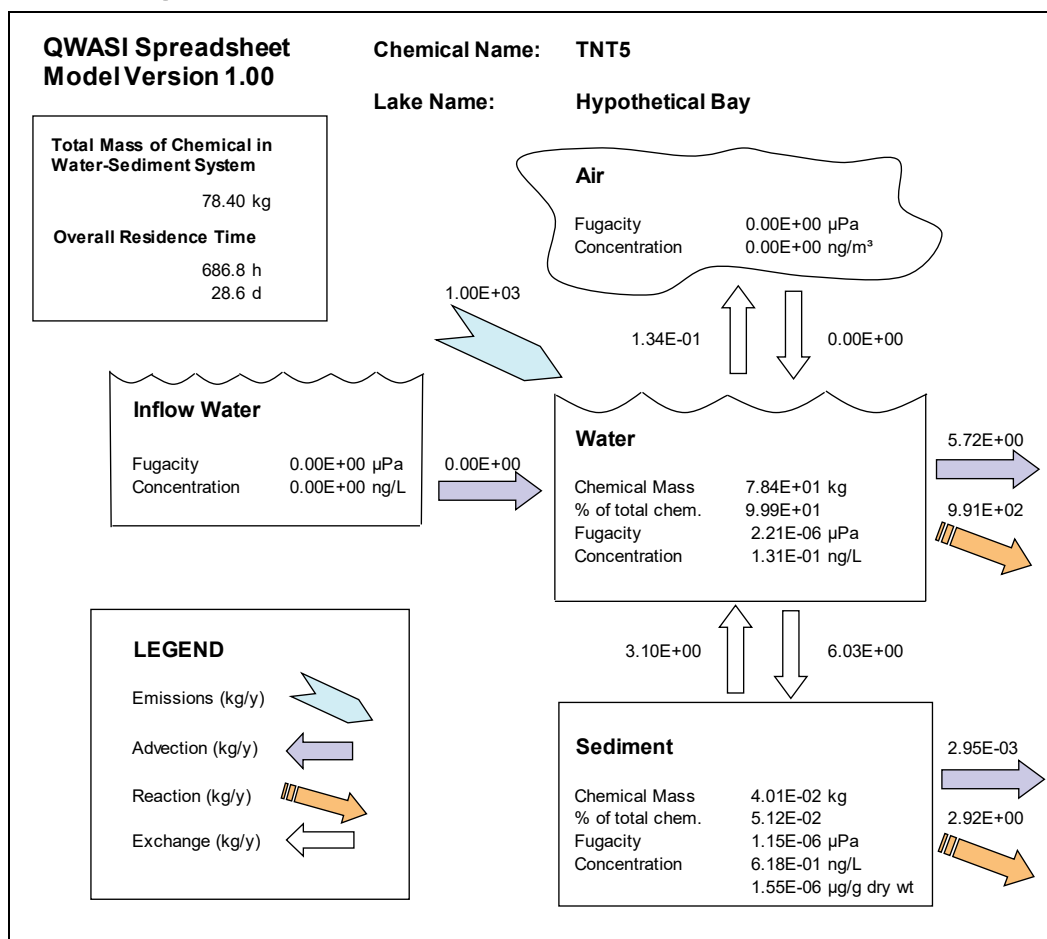 QWASI Spreadsheet
Model Version 1.00
Chemical Name: TNT5
Lake Name: Hypothetical Bay
Total Mass of Chemical in
Water-Sediment System
78.40 kg
Overall Residence Time
686.8 h
28.6 d
Air
Fugacity 0.00E+00 µPa
Concentration 0.00E+00 ng/m³
1.00E+03
1.34E-01
0.00E+00
Inflow Water
Fugacity 0.00E+00 µPa
Concentration 0.00E+00 ng/L
0.00E+00
Water
Chemical Mass 7.84E+01 kg
% of total chem. 9.99E+01
Fugacity 2.21E-06 µPa
Concentration 1.31E-01 ng/L
5.72E+00
9.91E+02
3.10E+00
6.03E+00
LEGEND
Emissions (kg/y)
Advection (kg/y)
Reaction (kg/y)
Exchange (kg/y)
Sediment
Chemical Mass 4.01E-02 kg
% of total chem. 5.12E-02
Fugacity 1.15E-06 µPa
Concentration 6.18E-01 ng/L
1.55E-06 µg/g dry wt
2.95E-03
2.92E+00